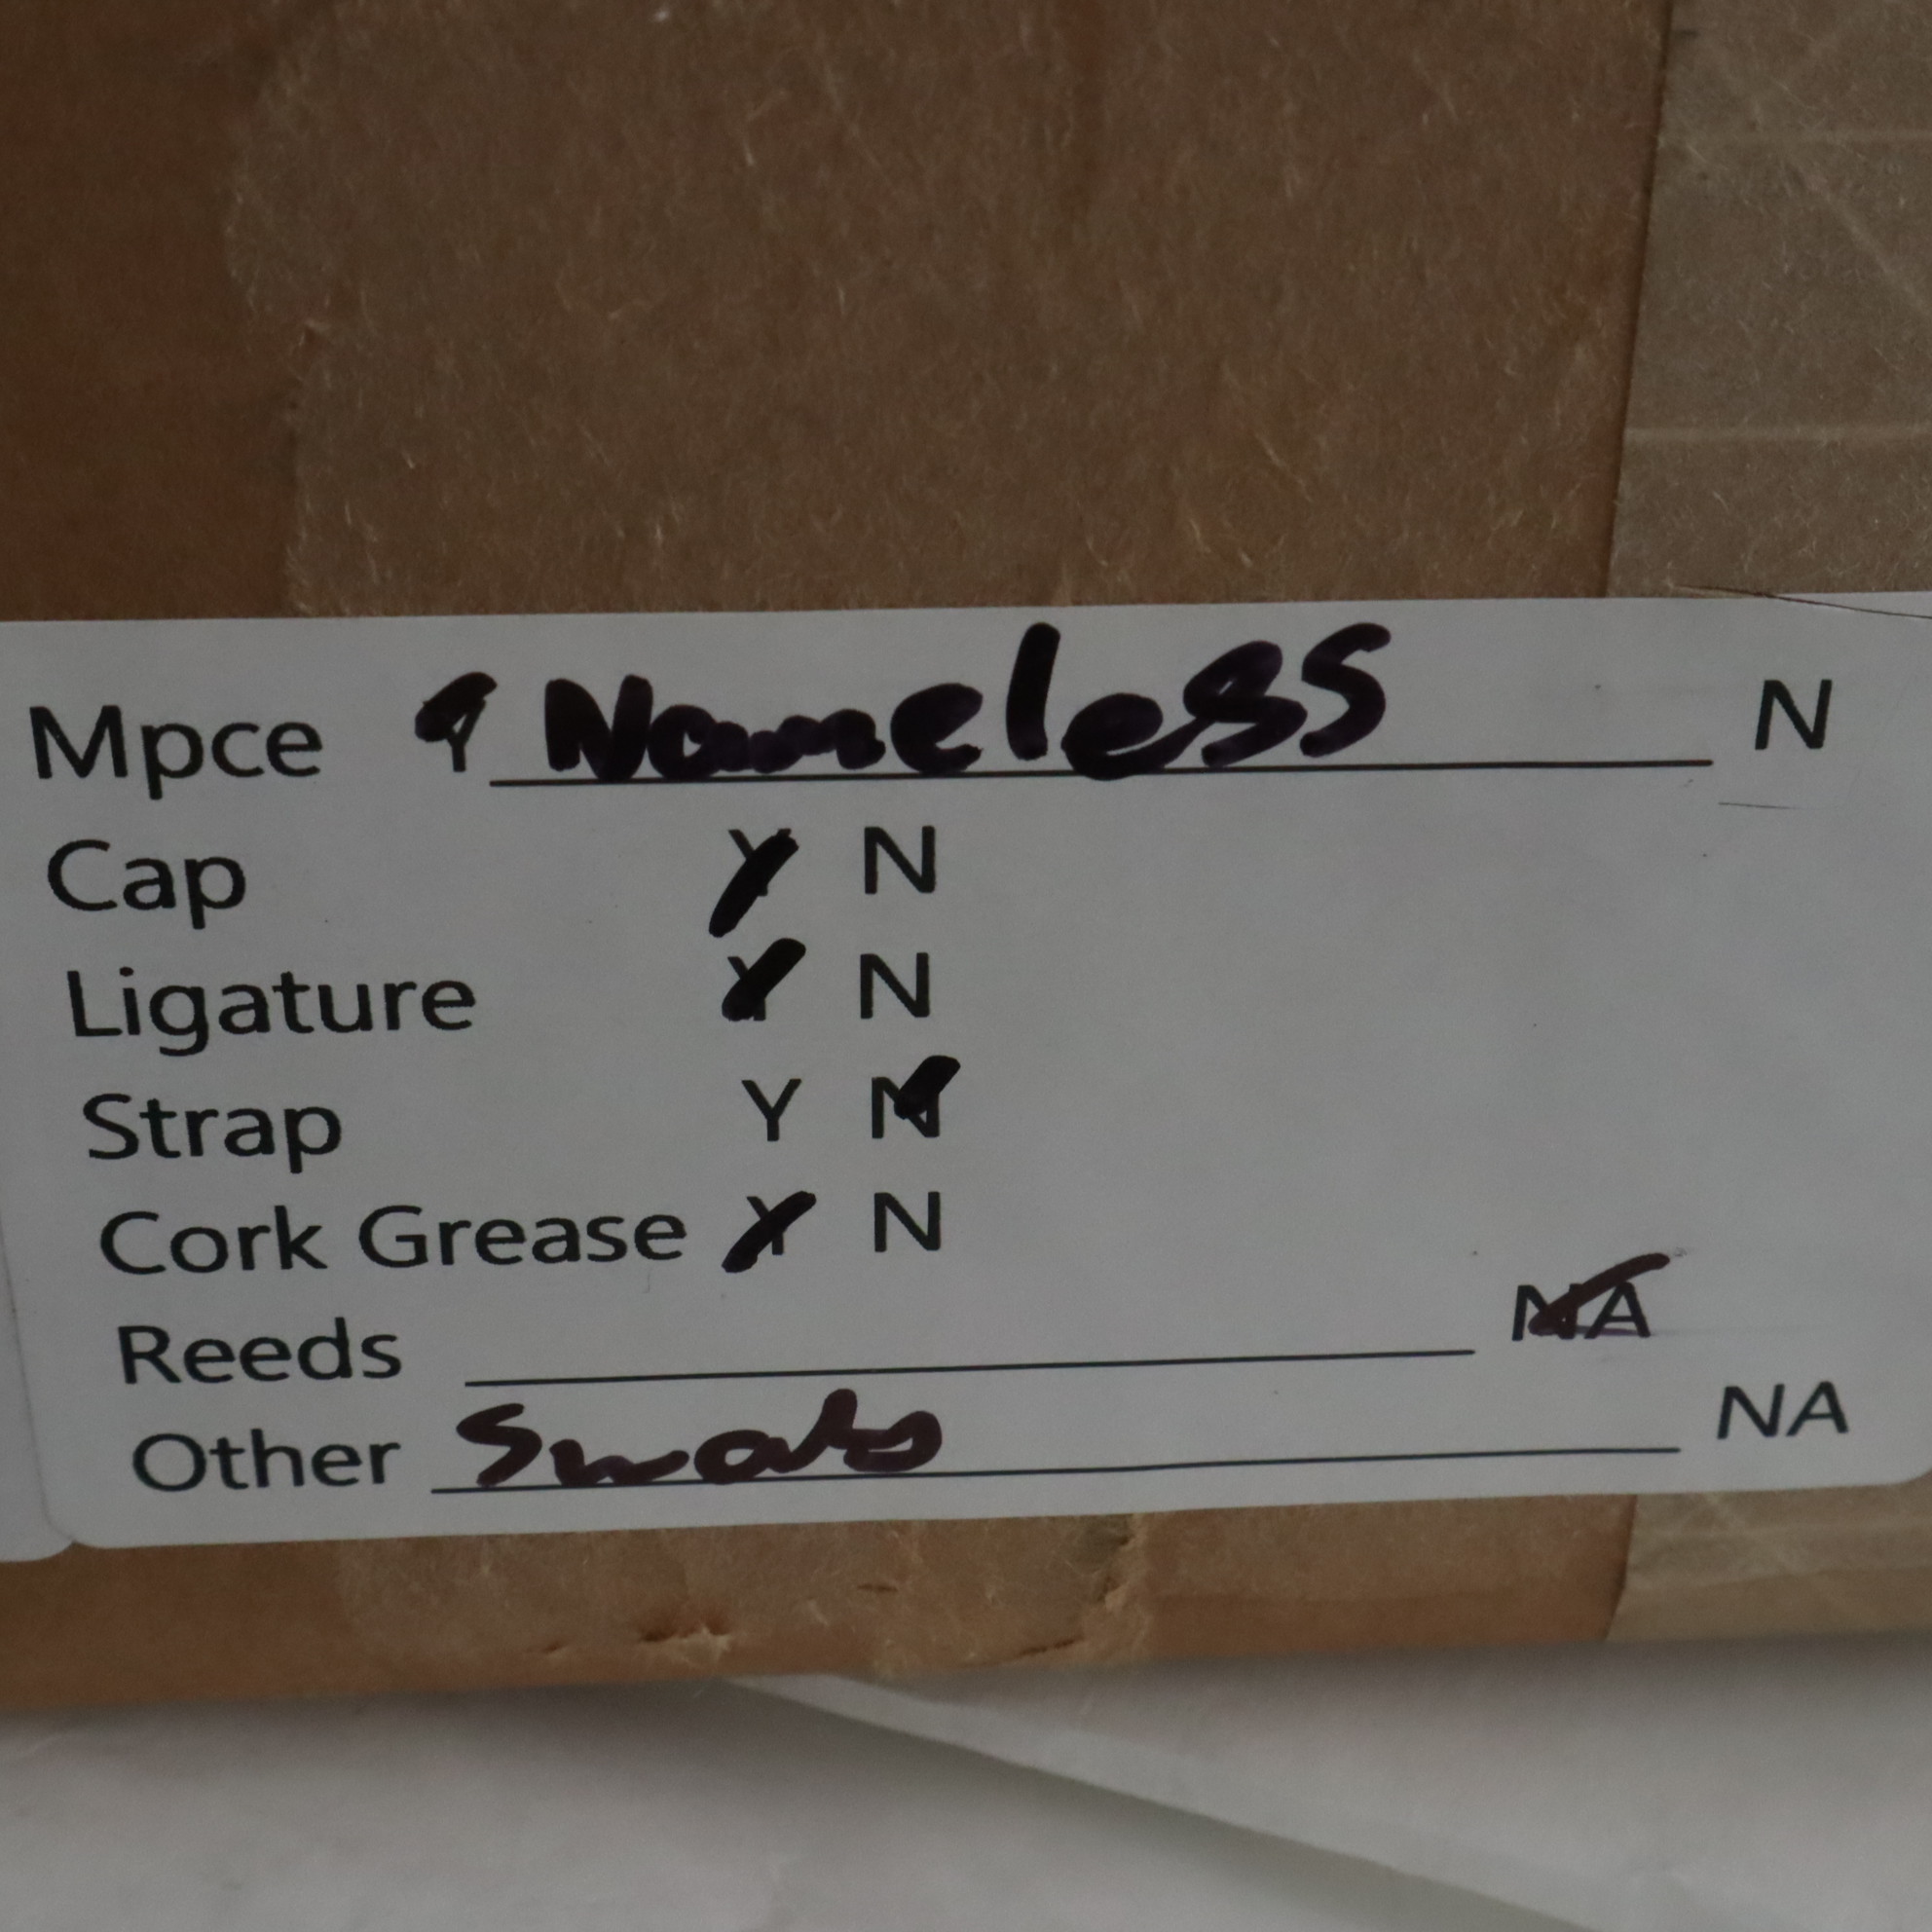 Mpce Y Nameless N
Cap Y N
Ligature Y N
Strap Y N
Cork Grease Y N
Reeds NA
Other Swabs NA